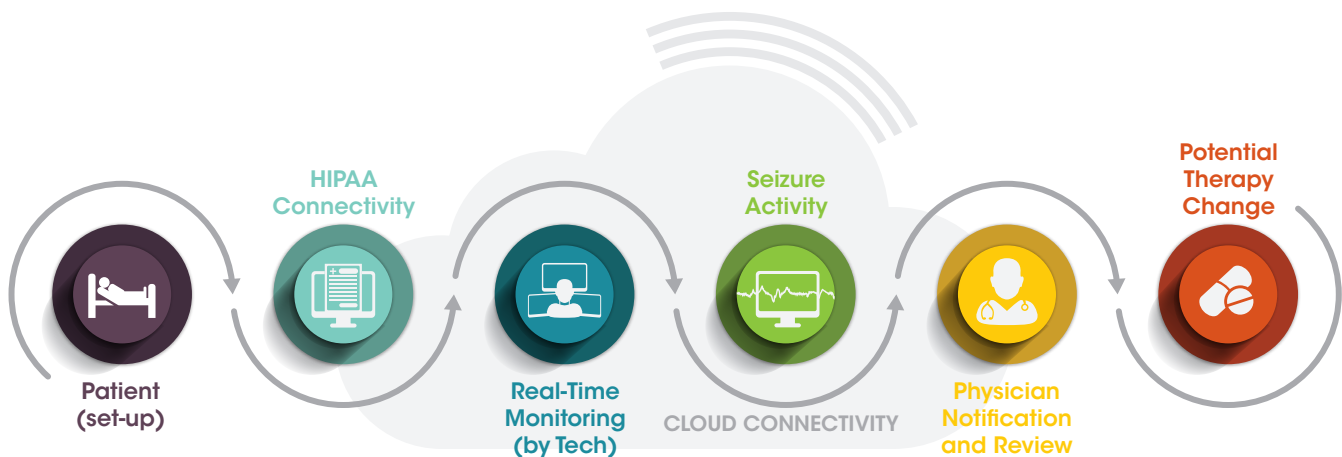 Patient
(set-up)
HIPAA
Connectivity
Real-Time
Monitoring
(by Tech)
Seizure
Activity
CLOUD CONNECTIVITY
Physician
Notification
and Review
Potential
Therapy
Change